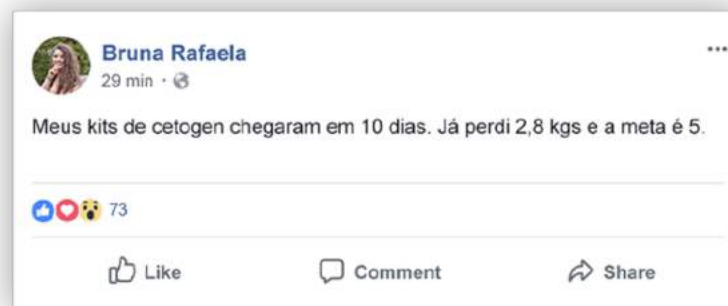 Bruna Rafaela
29 min ·
Meus kits de cetogen chegaram em 10 dias. Já perdi 2,8 kgs e a meta é 5.
73
Like Comment Share